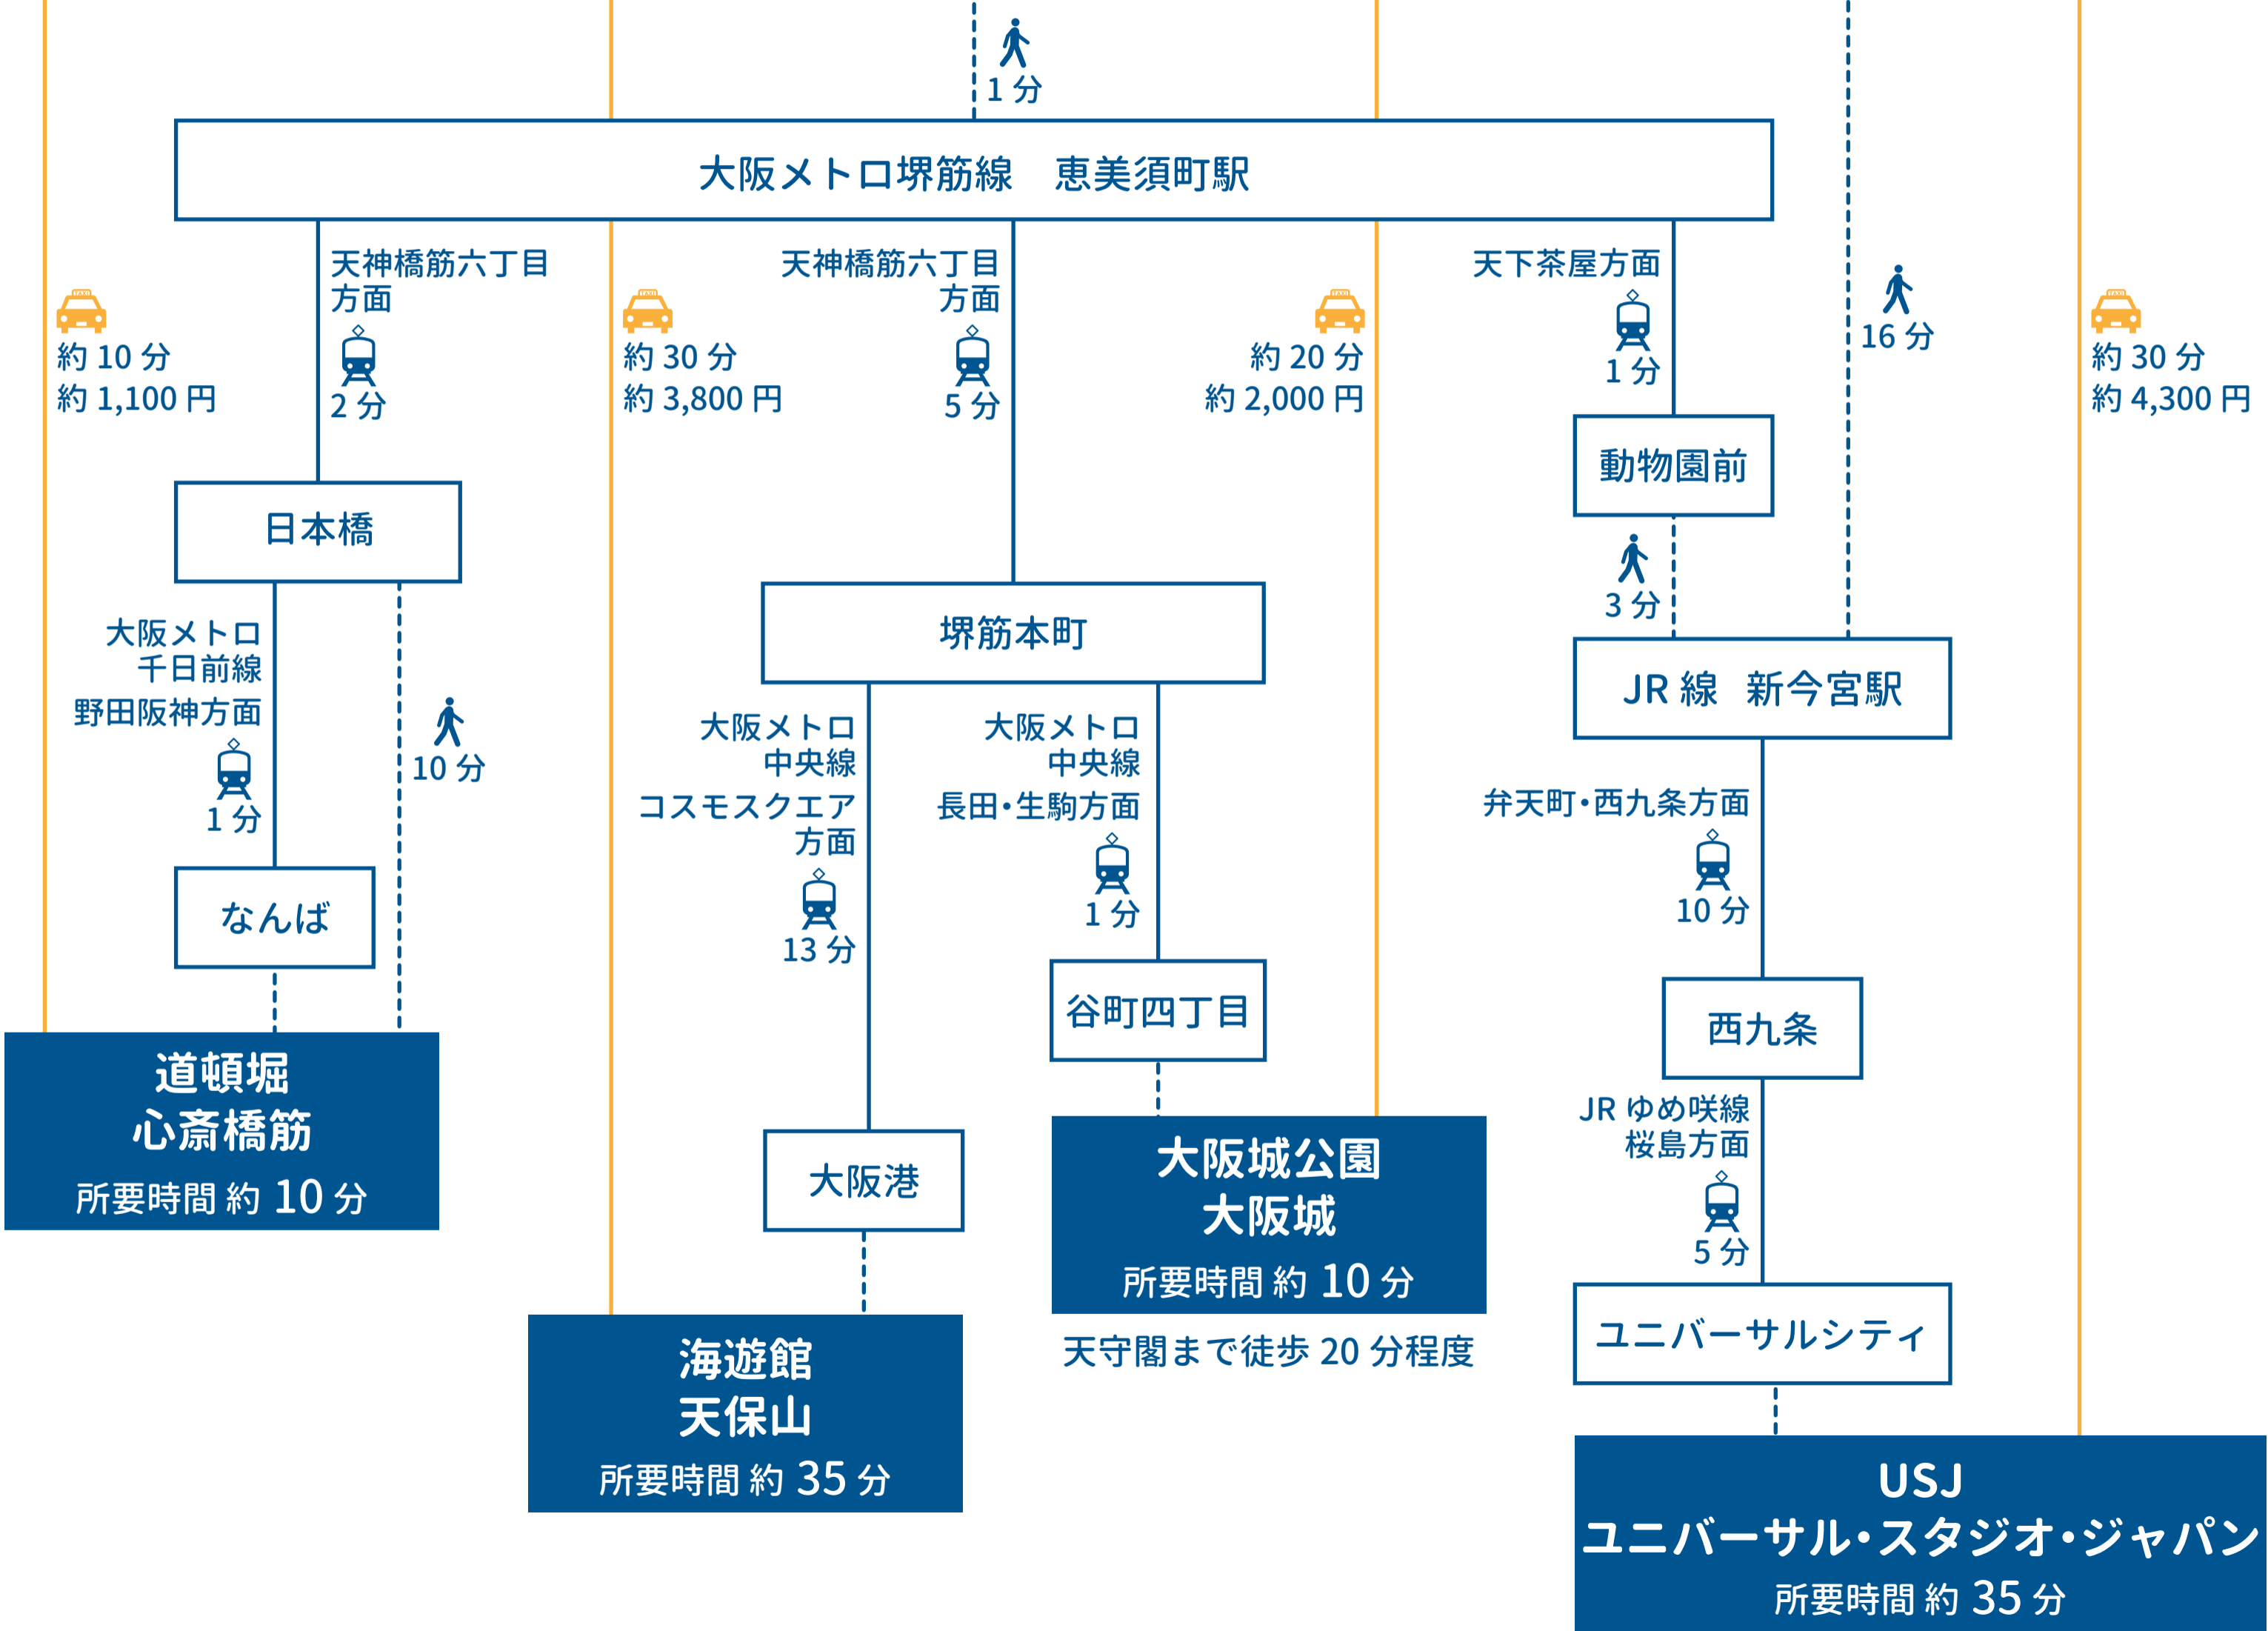 1 分
大阪メトロ堺筋線　恵美須町駅
約 10 分
約 1,100 円
天神橋筋六丁目
方面
2 分
約 30 分
約 3,800 円
天神橋筋六丁目
方面
5 分
約 20 分
約 2,000 円
天下茶屋方面
1 分
16 分
約 30 分
約 4,300 円
動物園前
3 分
日本橋
大阪メトロ
千日前線
野田阪神方面
1 分
10 分
なんば
道頓堀
心斎橋筋
所要時間 約 10 分
堺筋本町
大阪メトロ
中央線
コスモスクエア
方面
13 分
大阪メトロ
中央線
長田・生駒方面
1 分
谷町四丁目
大阪港
海遊館
天保山
所要時間 約 35 分
大阪城公園
大阪城
所要時間 約 10 分
天守閣まで徒歩 20 分程度
JR 線　新今宮駅
弁天町・西九条方面
10 分
西九条
JR ゆめ咲線
桜島方面
5 分
ユニバーサルシティ
USJ
ユニバーサル・スタジオ・ジャパン
所要時間 約 35 分